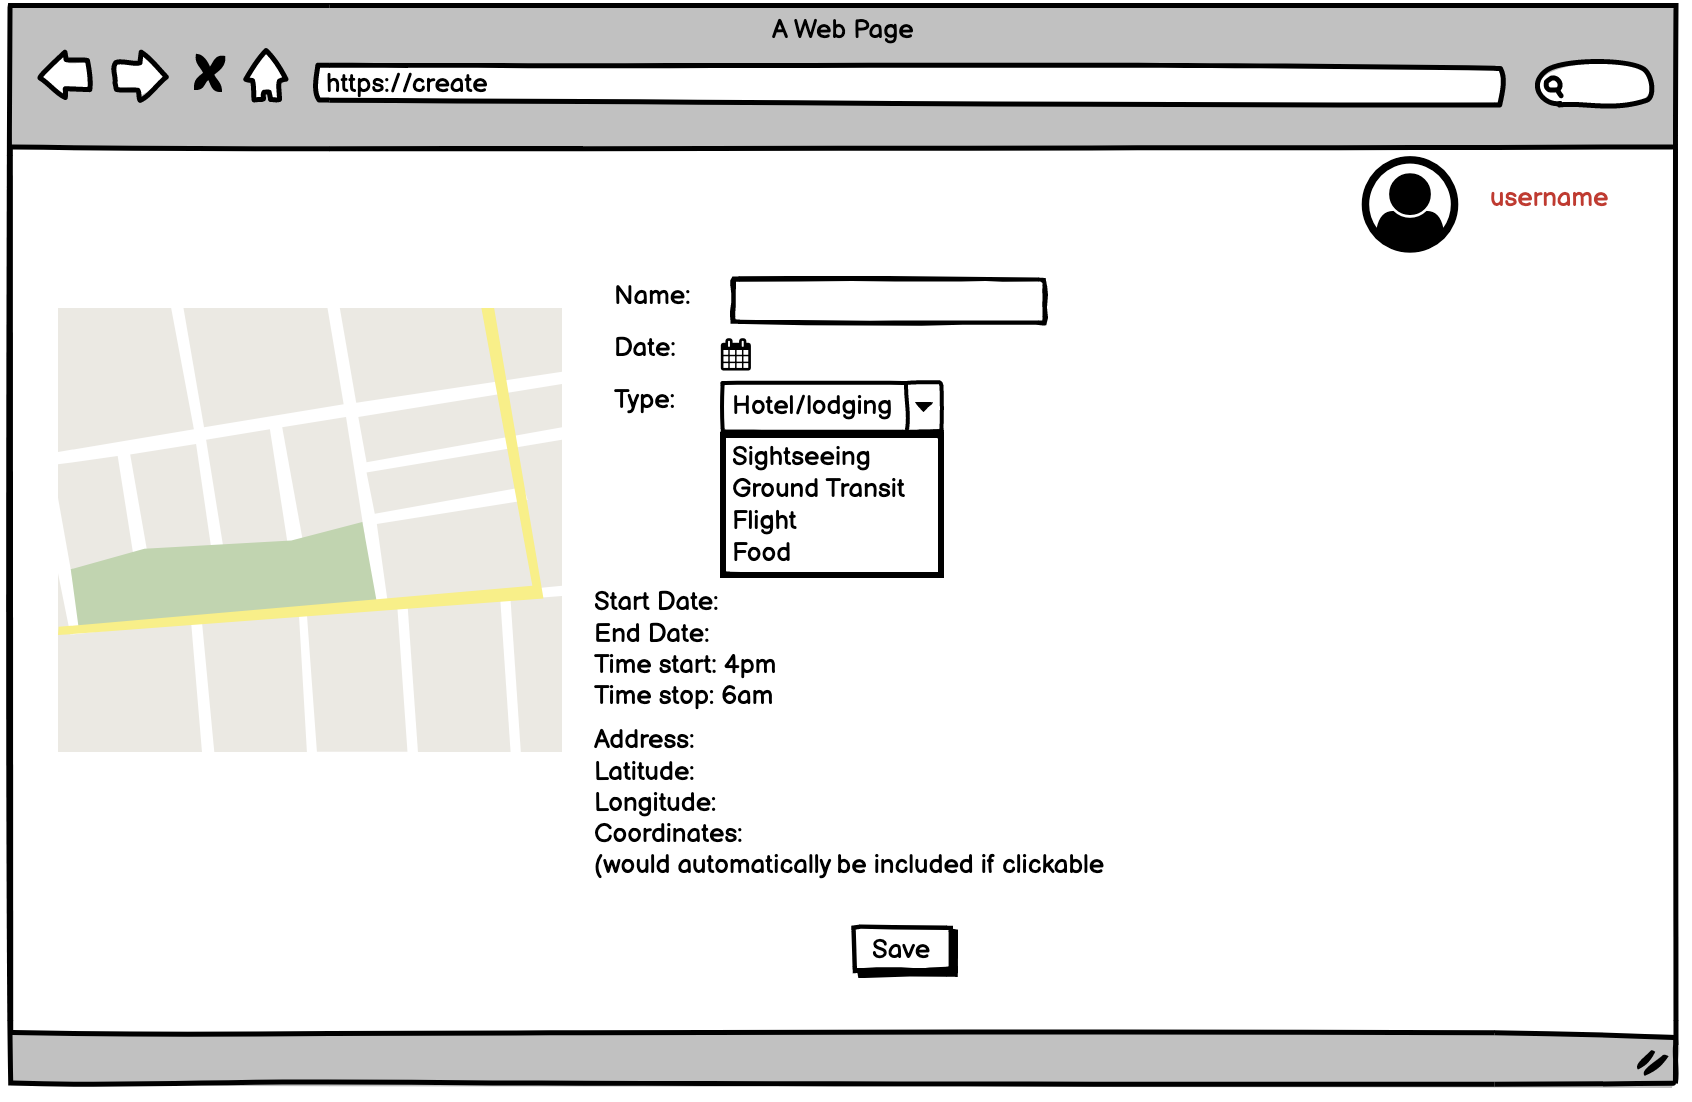 A Web Page
https://create
username
Name:
Date:
Type:
Hotel/lodging
Sightseeing
Ground Transit
Flight
Food
Start Date:
End Date:
Time start: 4pm
Time stop: 6am
Address:
Latitude:
Longitude:
Coordinates:
(would automatically be included if clickable
Save